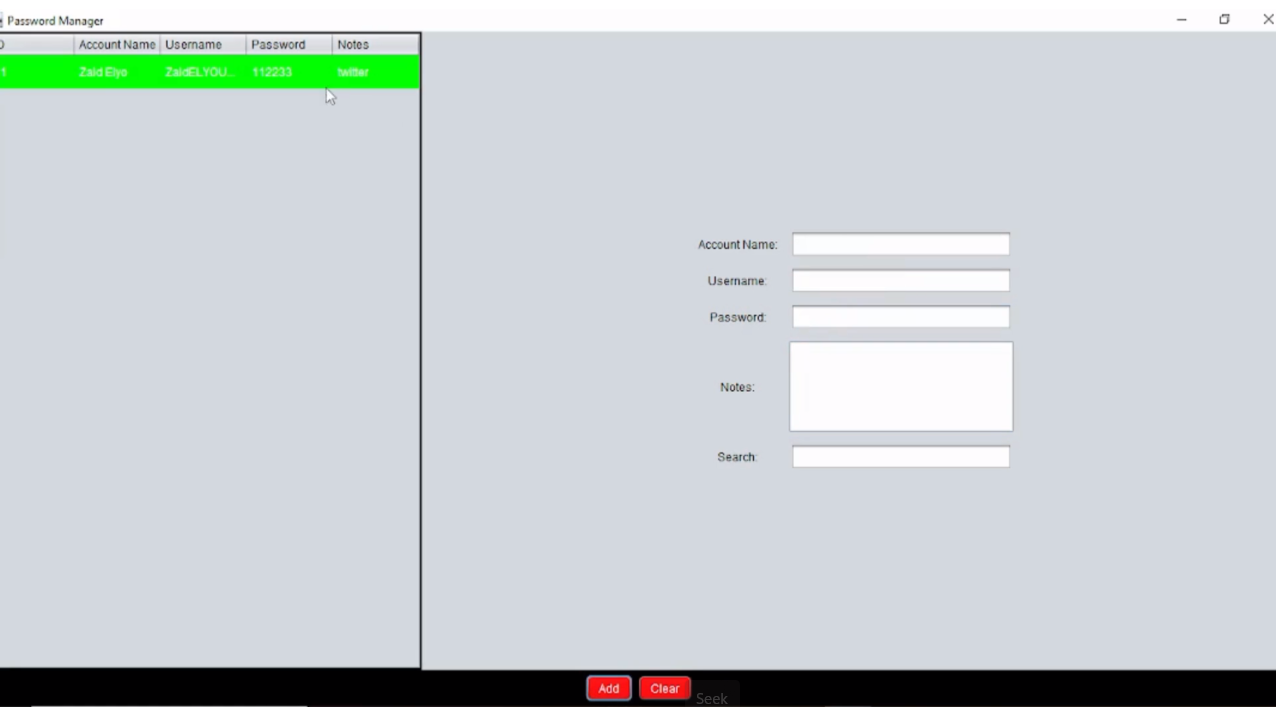 Password Manager
Account Name Username Password Notes
1 Zaid Elyo ZaidELYOU... 112233 twitter
Account Name:
Username:
Password:
Notes:
Search:
Add Clear
Seek